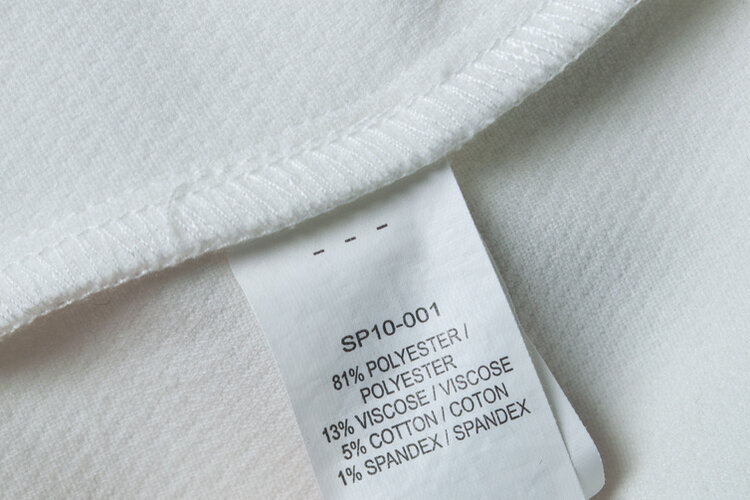 - - -
SP10-001
81% POLYESTER /
POLYESTER
13% VISCOSE / VISCOSE
5% COTTON / COTON
1% SPANDEX / SPANDEX